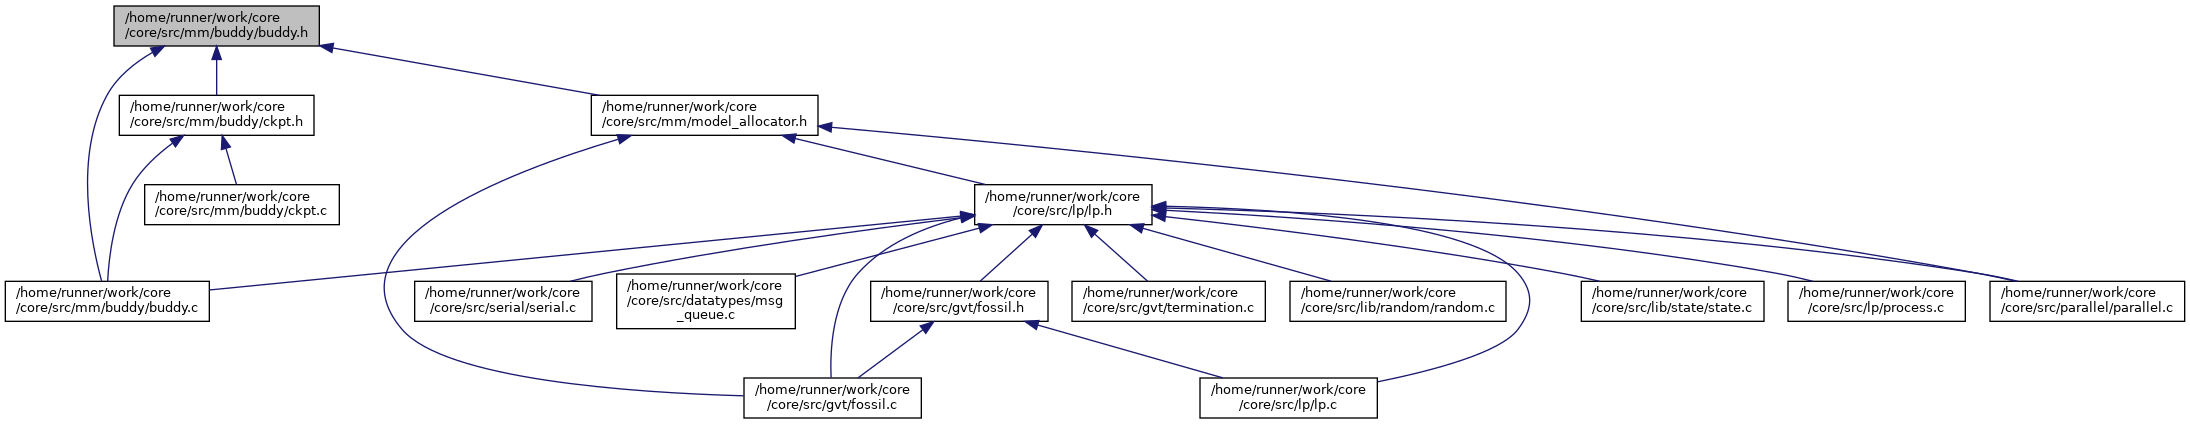 /home/runner/work/core
/core/src/mm/buddy/buddy.h
/home/runner/work/core
/core/src/mm/buddy/ckpt.h
/home/runner/work/core
/core/src/mm/model_allocator.h
/home/runner/work/core
/core/src/mm/buddy/ckpt.c
/home/runner/work/core
/core/src/lp/lp.h
/home/runner/work/core
/core/src/mm/buddy/buddy.c
/home/runner/work/core
/core/src/serial/serial.c
/home/runner/work/core
/core/src/datatypes/msg
_queue.c
/home/runner/work/core
/core/src/gvt/fossil.h
/home/runner/work/core
/core/src/gvt/termination.c
/home/runner/work/core
/core/src/lib/random/random.c
/home/runner/work/core
/core/src/lib/state/state.c
/home/runner/work/core
/core/src/lp/process.c
/home/runner/work/core
/core/src/parallel/parallel.c
/home/runner/work/core
/core/src/gvt/fossil.c
/home/runner/work/core
/core/src/lp/lp.c